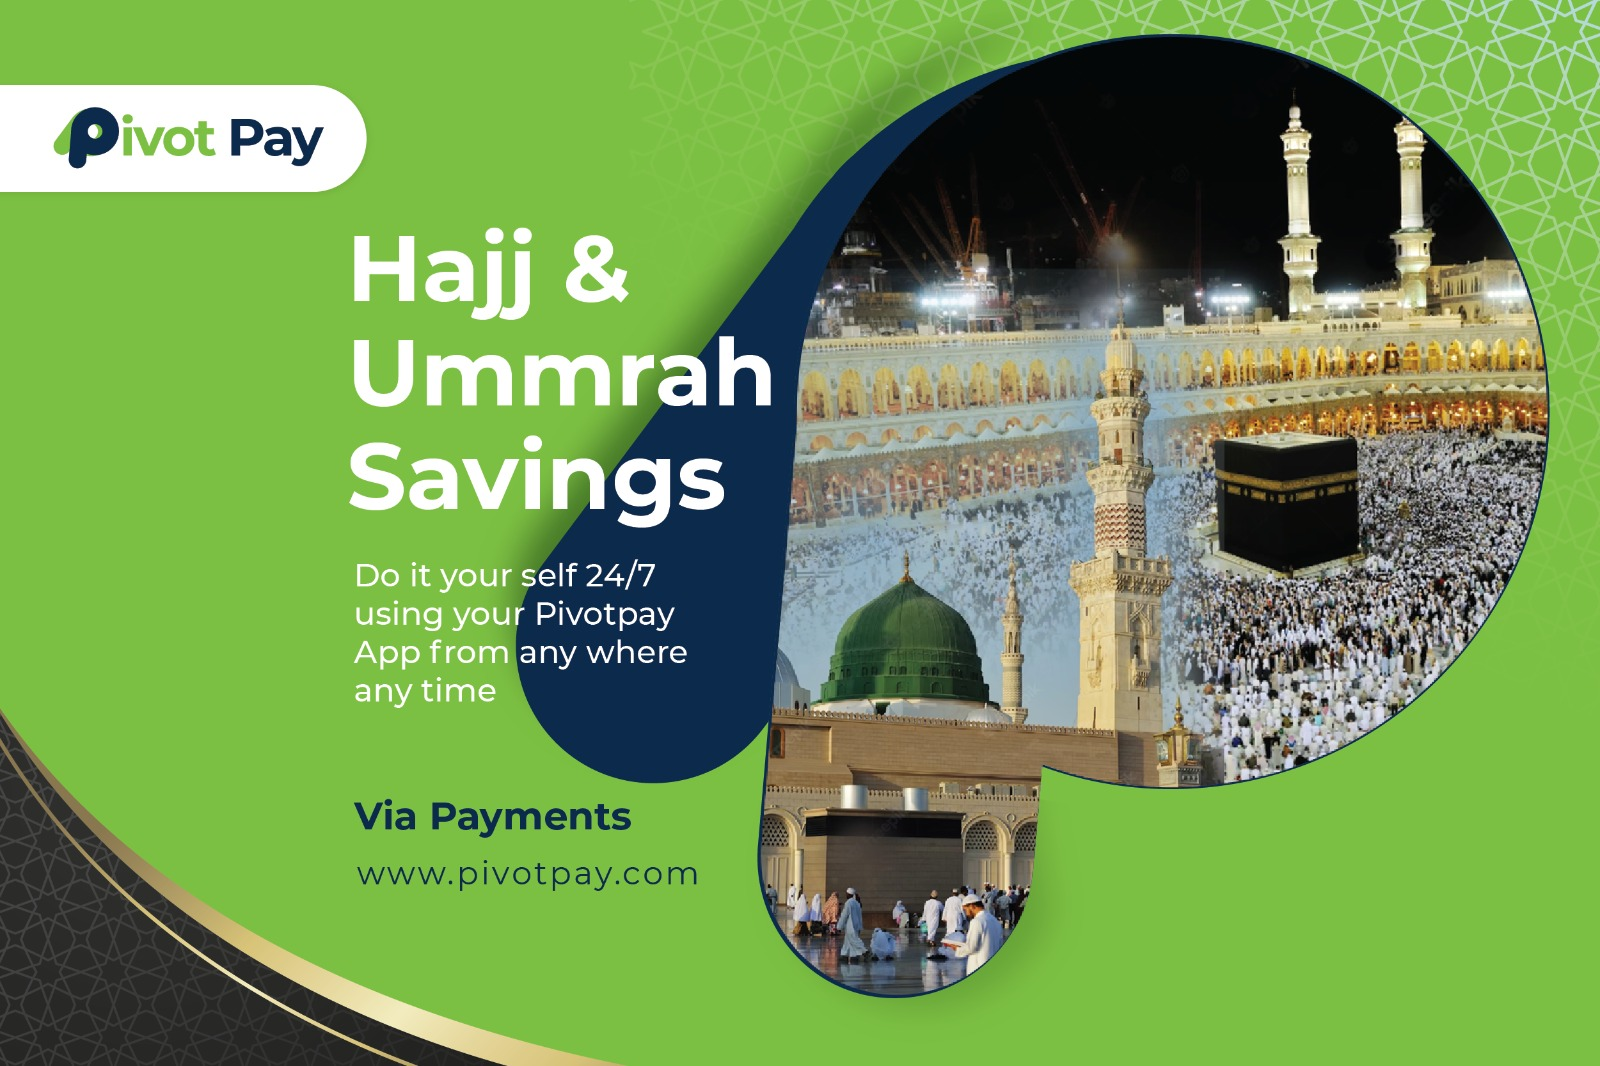 Pivot Pay
Hajj &
Ummrah
Savings
Do it your self 24/7
using your Pivotpay
App from any where
any time
Via Payments
www.pivotpay.com